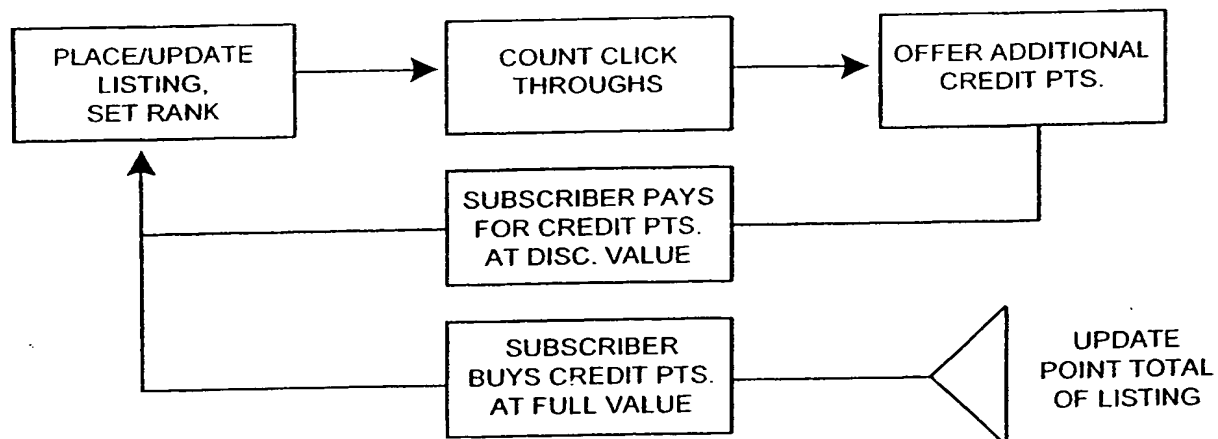 PLACE/UPDATE
LISTING,
SET RANK
COUNT CLICK
THROUGHS
OFFER ADDITIONAL
CREDIT PTS.
SUBSCRIBER PAYS
FOR CREDIT PTS.
AT DISC. VALUE
SUBSCRIBER
BUYS CREDIT PTS.
AT FULL VALUE
UPDATE
POINT TOTAL
OF LISTING